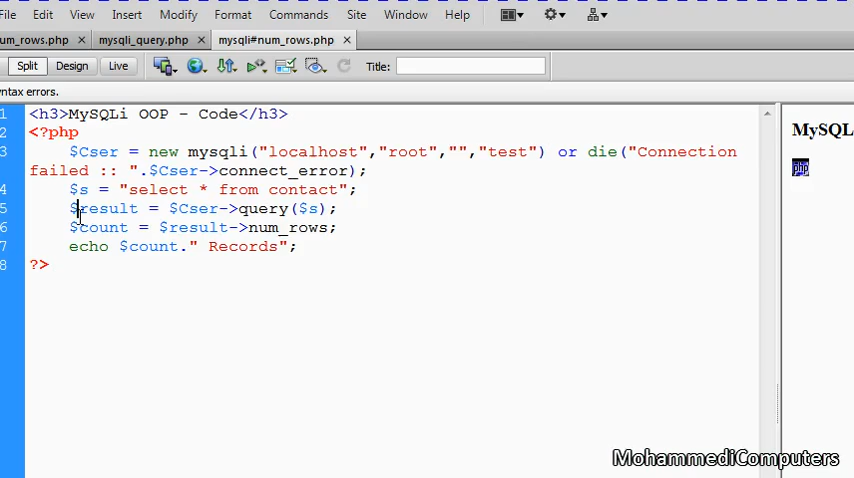 File Edit View Insert Modify Format Commands Site Window Help
num_rows.php × mysqli_query.php × mysqli#num_rows.php ×
Split Design Live Title:
ntax errors.
1 <h3>MySQLi OOP - Code</h3>
2 <?php
3 $Cser = new mysqli("localhost","root","","test") or die("Connection
failed :: ".$Cser->connect_error);
4 $s = "select * from contact";
5 $result = $Cser->query($s);
6 $count = $result->num_rows;
7 echo $count." Records";
8 ?>
MySQL
php
MohammediComputers